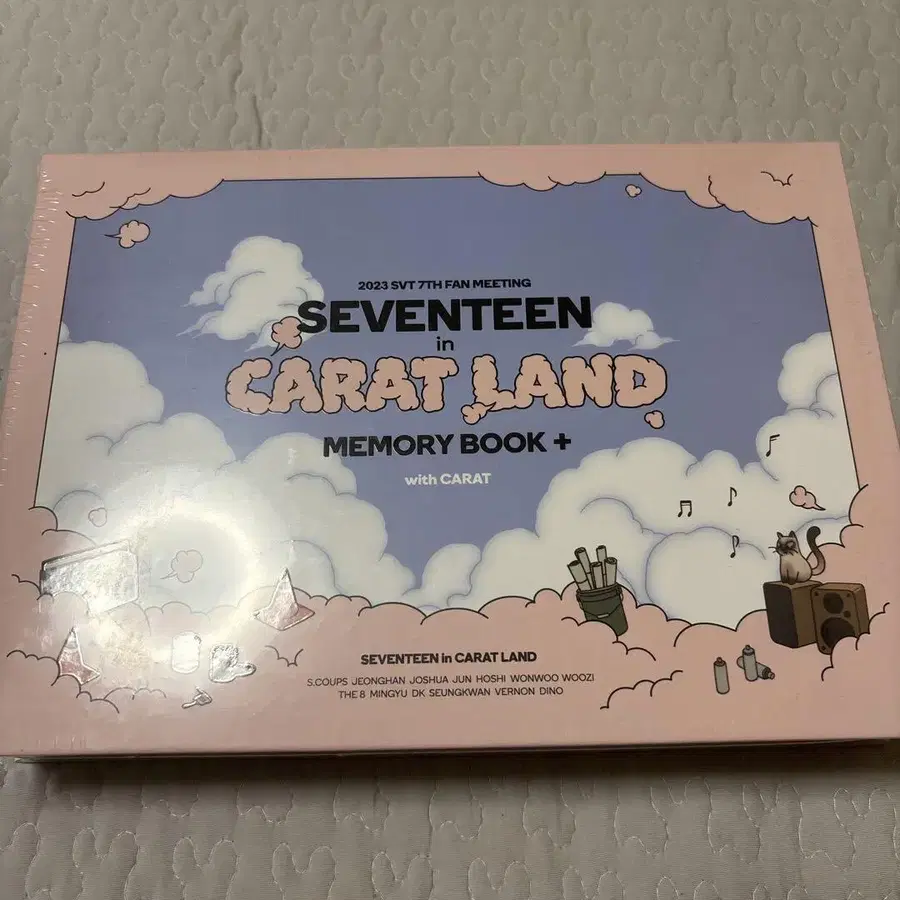 2023 SVT 7TH FAN MEETING
SEVENTEEN
in
CARAT LAND
MEMORY BOOK +
with CARAT
SEVENTEEN in CARAT LAND
S.COUPS JEONGHAN JOSHUA JUN HOSHI WONWOO WOOZI
THE 8 MINGYU DK SEUNGKWAN VERNON DINO